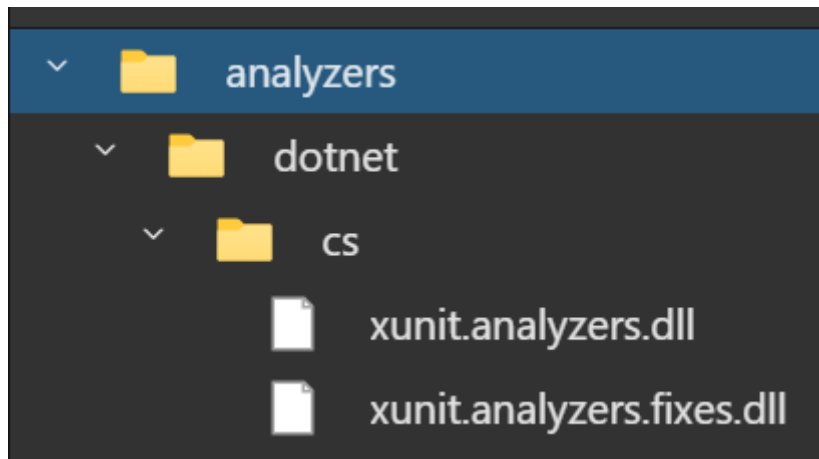 analyzers
dotnet
cs
xunit.analyzers.dll
xunit.analyzers.fixes.dll